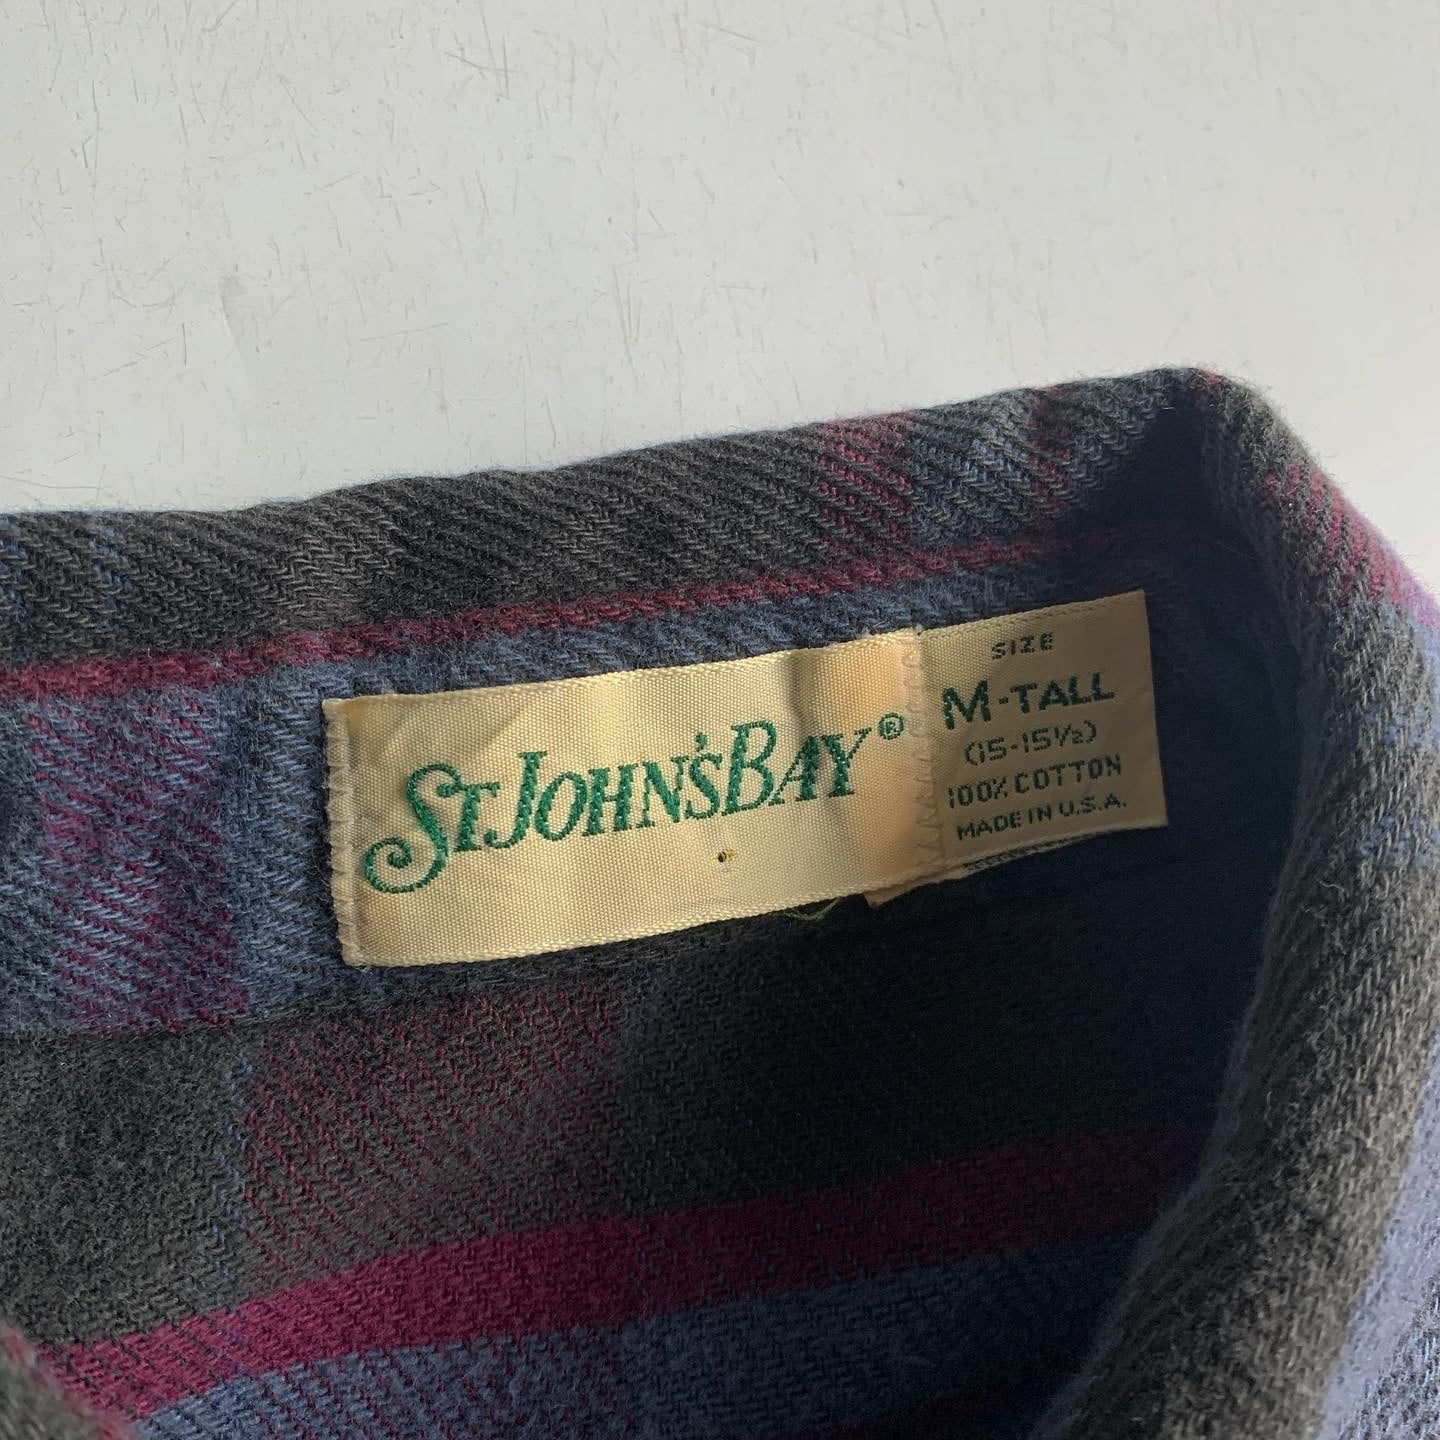 ST. JOHN'S BAY®
SIZE
M-TALL
(15-15½)
100% COTTON
MADE IN U.S.A.